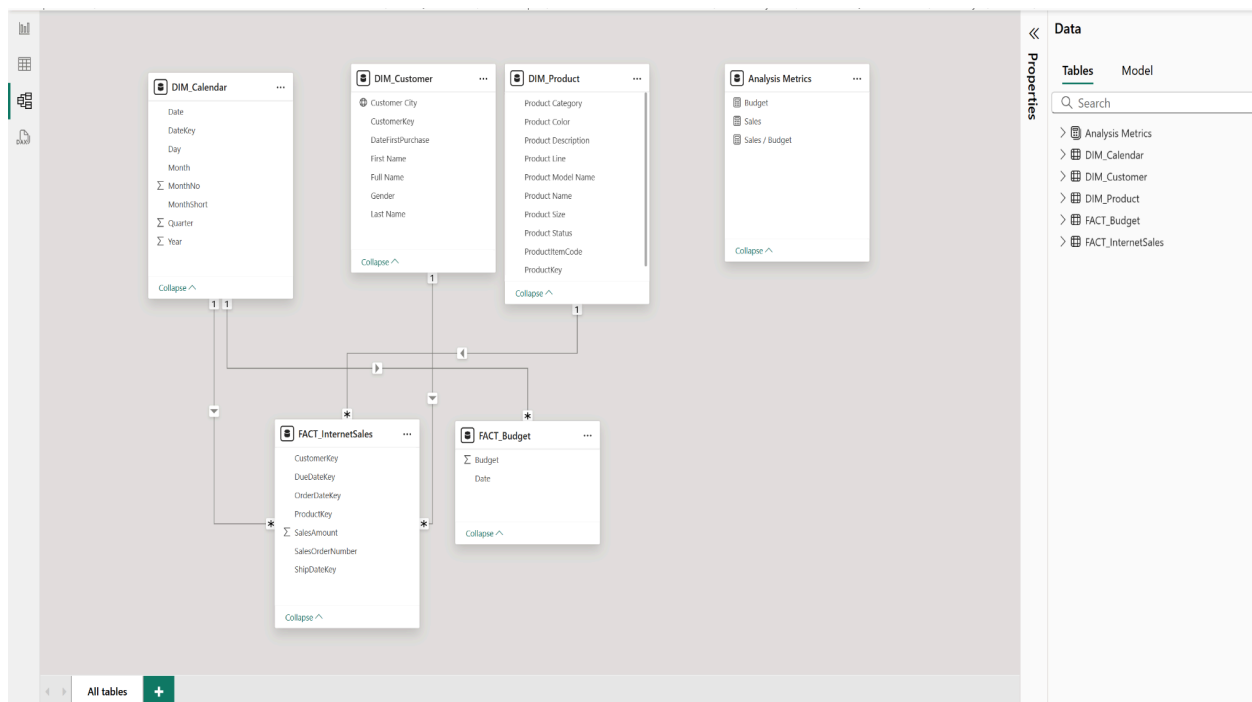 Data
Properties
Tables
Model
Search
Analysis Metrics
DIM_Calendar
DIM_Customer
DIM_Product
FACT_Budget
FACT_InternetSales
DIM_Calendar
...
Date
DateKey
Day
Month
MonthNo
MonthShort
Quarter
Year
Collapse
DIM_Customer
...
Customer City
CustomerKey
DateFirstPurchase
First Name
Full Name
Gender
Last Name
Collapse
DIM_Product
...
Product Category
Product Color
Product Description
Product Line
Product Model Name
Product Name
Product Size
Product Status
ProductItemCode
ProductKey
Collapse
Analysis Metrics
...
Budget
Sales
Sales / Budget
Collapse
1 1
1
1
*
*
*
*
FACT_InternetSales
...
CustomerKey
DueDateKey
OrderDateKey
ProductKey
SalesAmount
SalesOrderNumber
ShipDateKey
Collapse
FACT_Budget
...
Budget
Date
Collapse
All tables
+